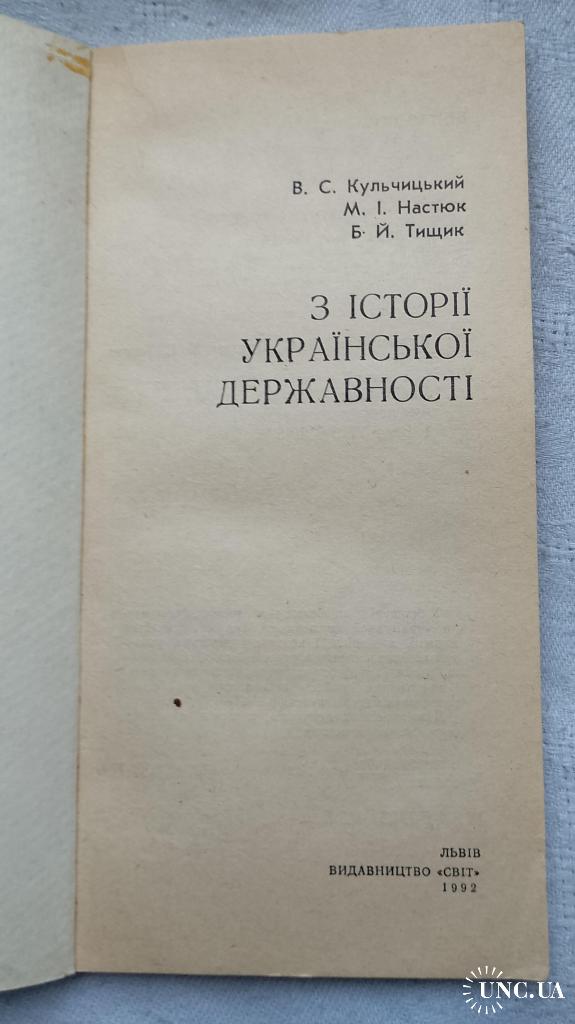 В. С. Кульчицький
М. І. Настюк
Б. Й. Тищик
З ІСТОРІЇ
УКРАЇНСЬКОЇ
ДЕРЖАВНОСТІ
ЛЬВІВ
ВИДАВНИЦТВО «СВІТ»
1992
UNC.UA